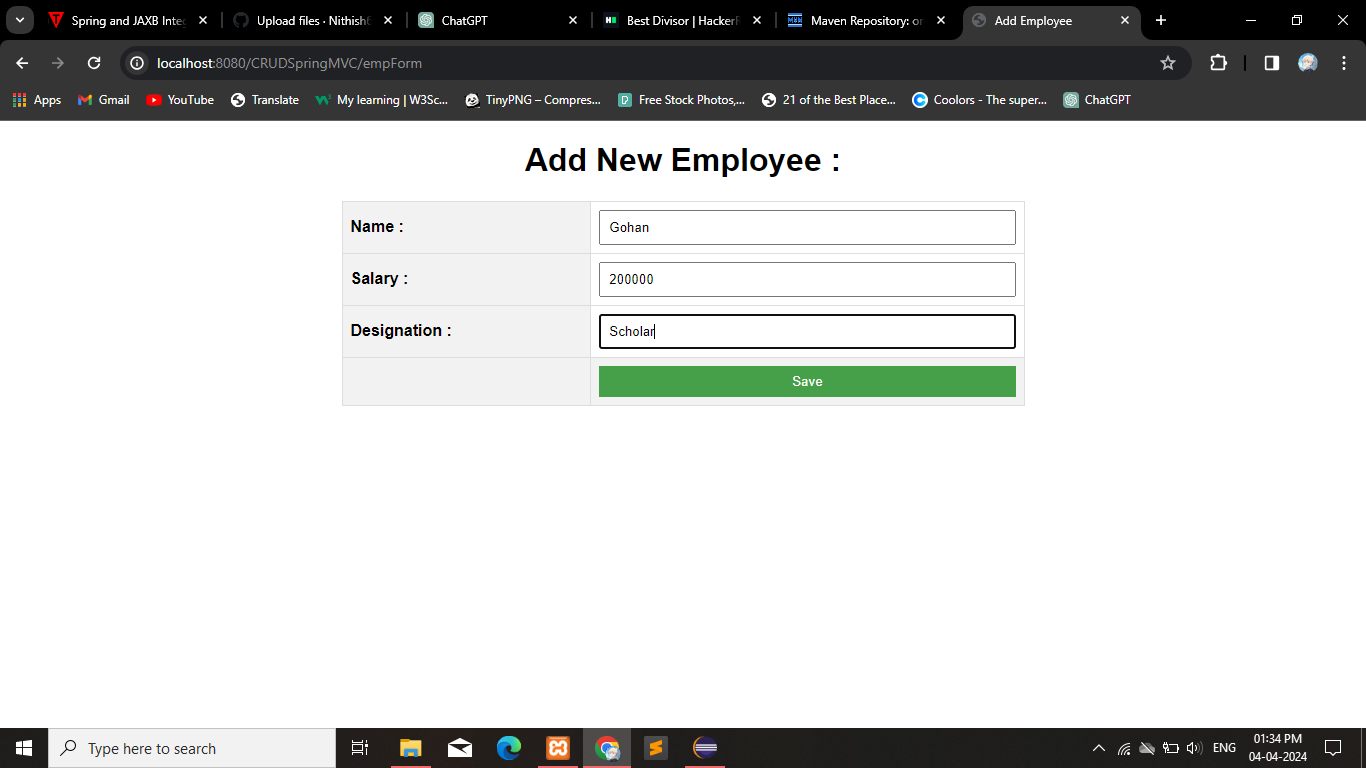 Spring and JAXB Inte
Upload files · Nithish
ChatGPT
Best Divisor | Hacker
Maven Repository: or
Add Employee
localhost:8080/CRUDSpringMVC/empForm
Apps
Gmail
YouTube
Translate
My learning | W3Sc...
TinyPNG – Compres...
Free Stock Photos,...
21 of the Best Place...
Coolors - The super...
ChatGPT
Add New Employee :
Name :
Gohan
Salary :
200000
Designation :
Scholar
Save
Type here to search
ENG
01:34 PM
04-04-2024